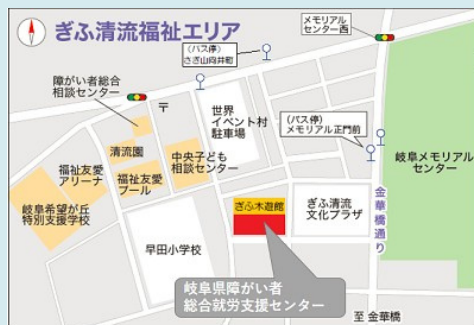 ぎふ清流福祉エリア
メモリアル
センター西
(バス停)
さぎ山向井町
障がい者総合
相談センター
〒
世界
イベント村
駐車場
(バス停)
メモリアル正門前
清流園
中央子ども
相談センター
福祉友愛
アリーナ
福祉友愛
プール
岐阜メモリアル
センター
岐阜希望が丘
特別支援学校
早田小学校
ぎふ木遊館
ぎふ清流
文化プラザ
金華橋通り
岐阜県障がい者
総合就労支援センター
至 金華橋